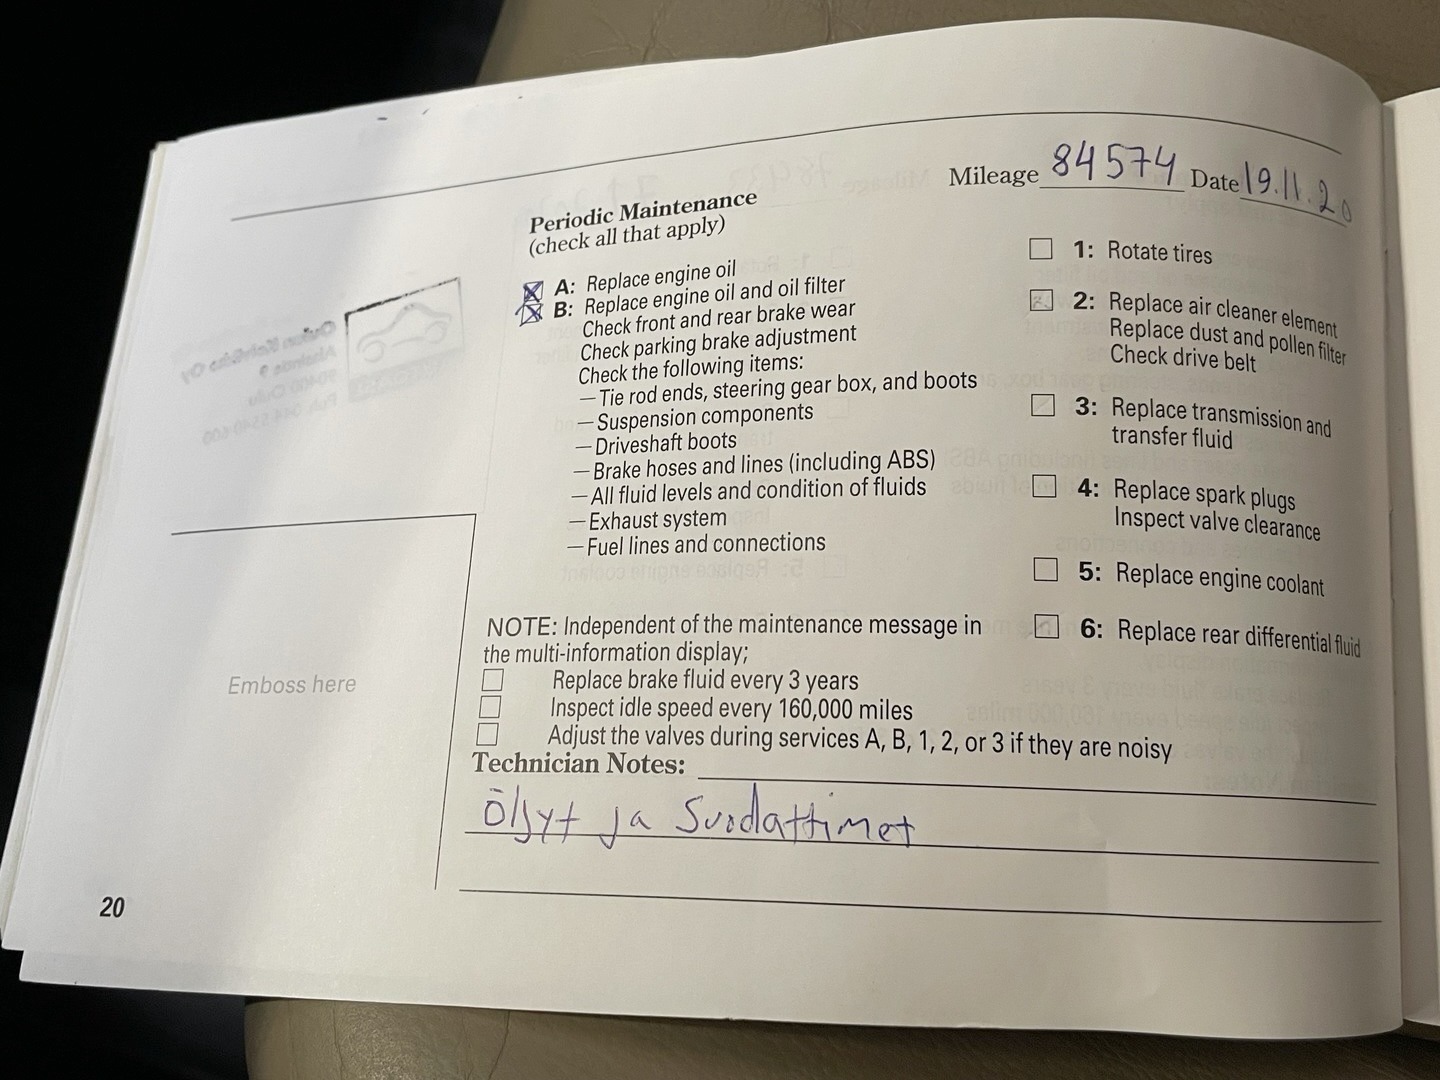 Mileage 84574 Date 19.11.20
Periodic Maintenance
(check all that apply)
A: Replace engine oil
B: Replace engine oil and oil filter
Check front and rear brake wear
Check parking brake adjustment
Check the following items:
—Tie rod ends, steering gear box, and boots
—Suspension components
—Driveshaft boots
—Brake hoses and lines (including ABS)
—All fluid levels and condition of fluids
—Exhaust system
—Fuel lines and connections
1: Rotate tires
2: Replace air cleaner element
Replace dust and pollen filter
Check drive belt
3: Replace transmission and
transfer fluid
4: Replace spark plugs
Inspect valve clearance
5: Replace engine coolant
6: Replace rear differential fluid
NOTE: Independent of the maintenance message in
the multi-information display;
Replace brake fluid every 3 years
Inspect idle speed every 160,000 miles
Adjust the valves during services A, B, 1, 2, or 3 if they are noisy
Technician Notes:
Öljyt ja Suodattimet
Emboss here
20